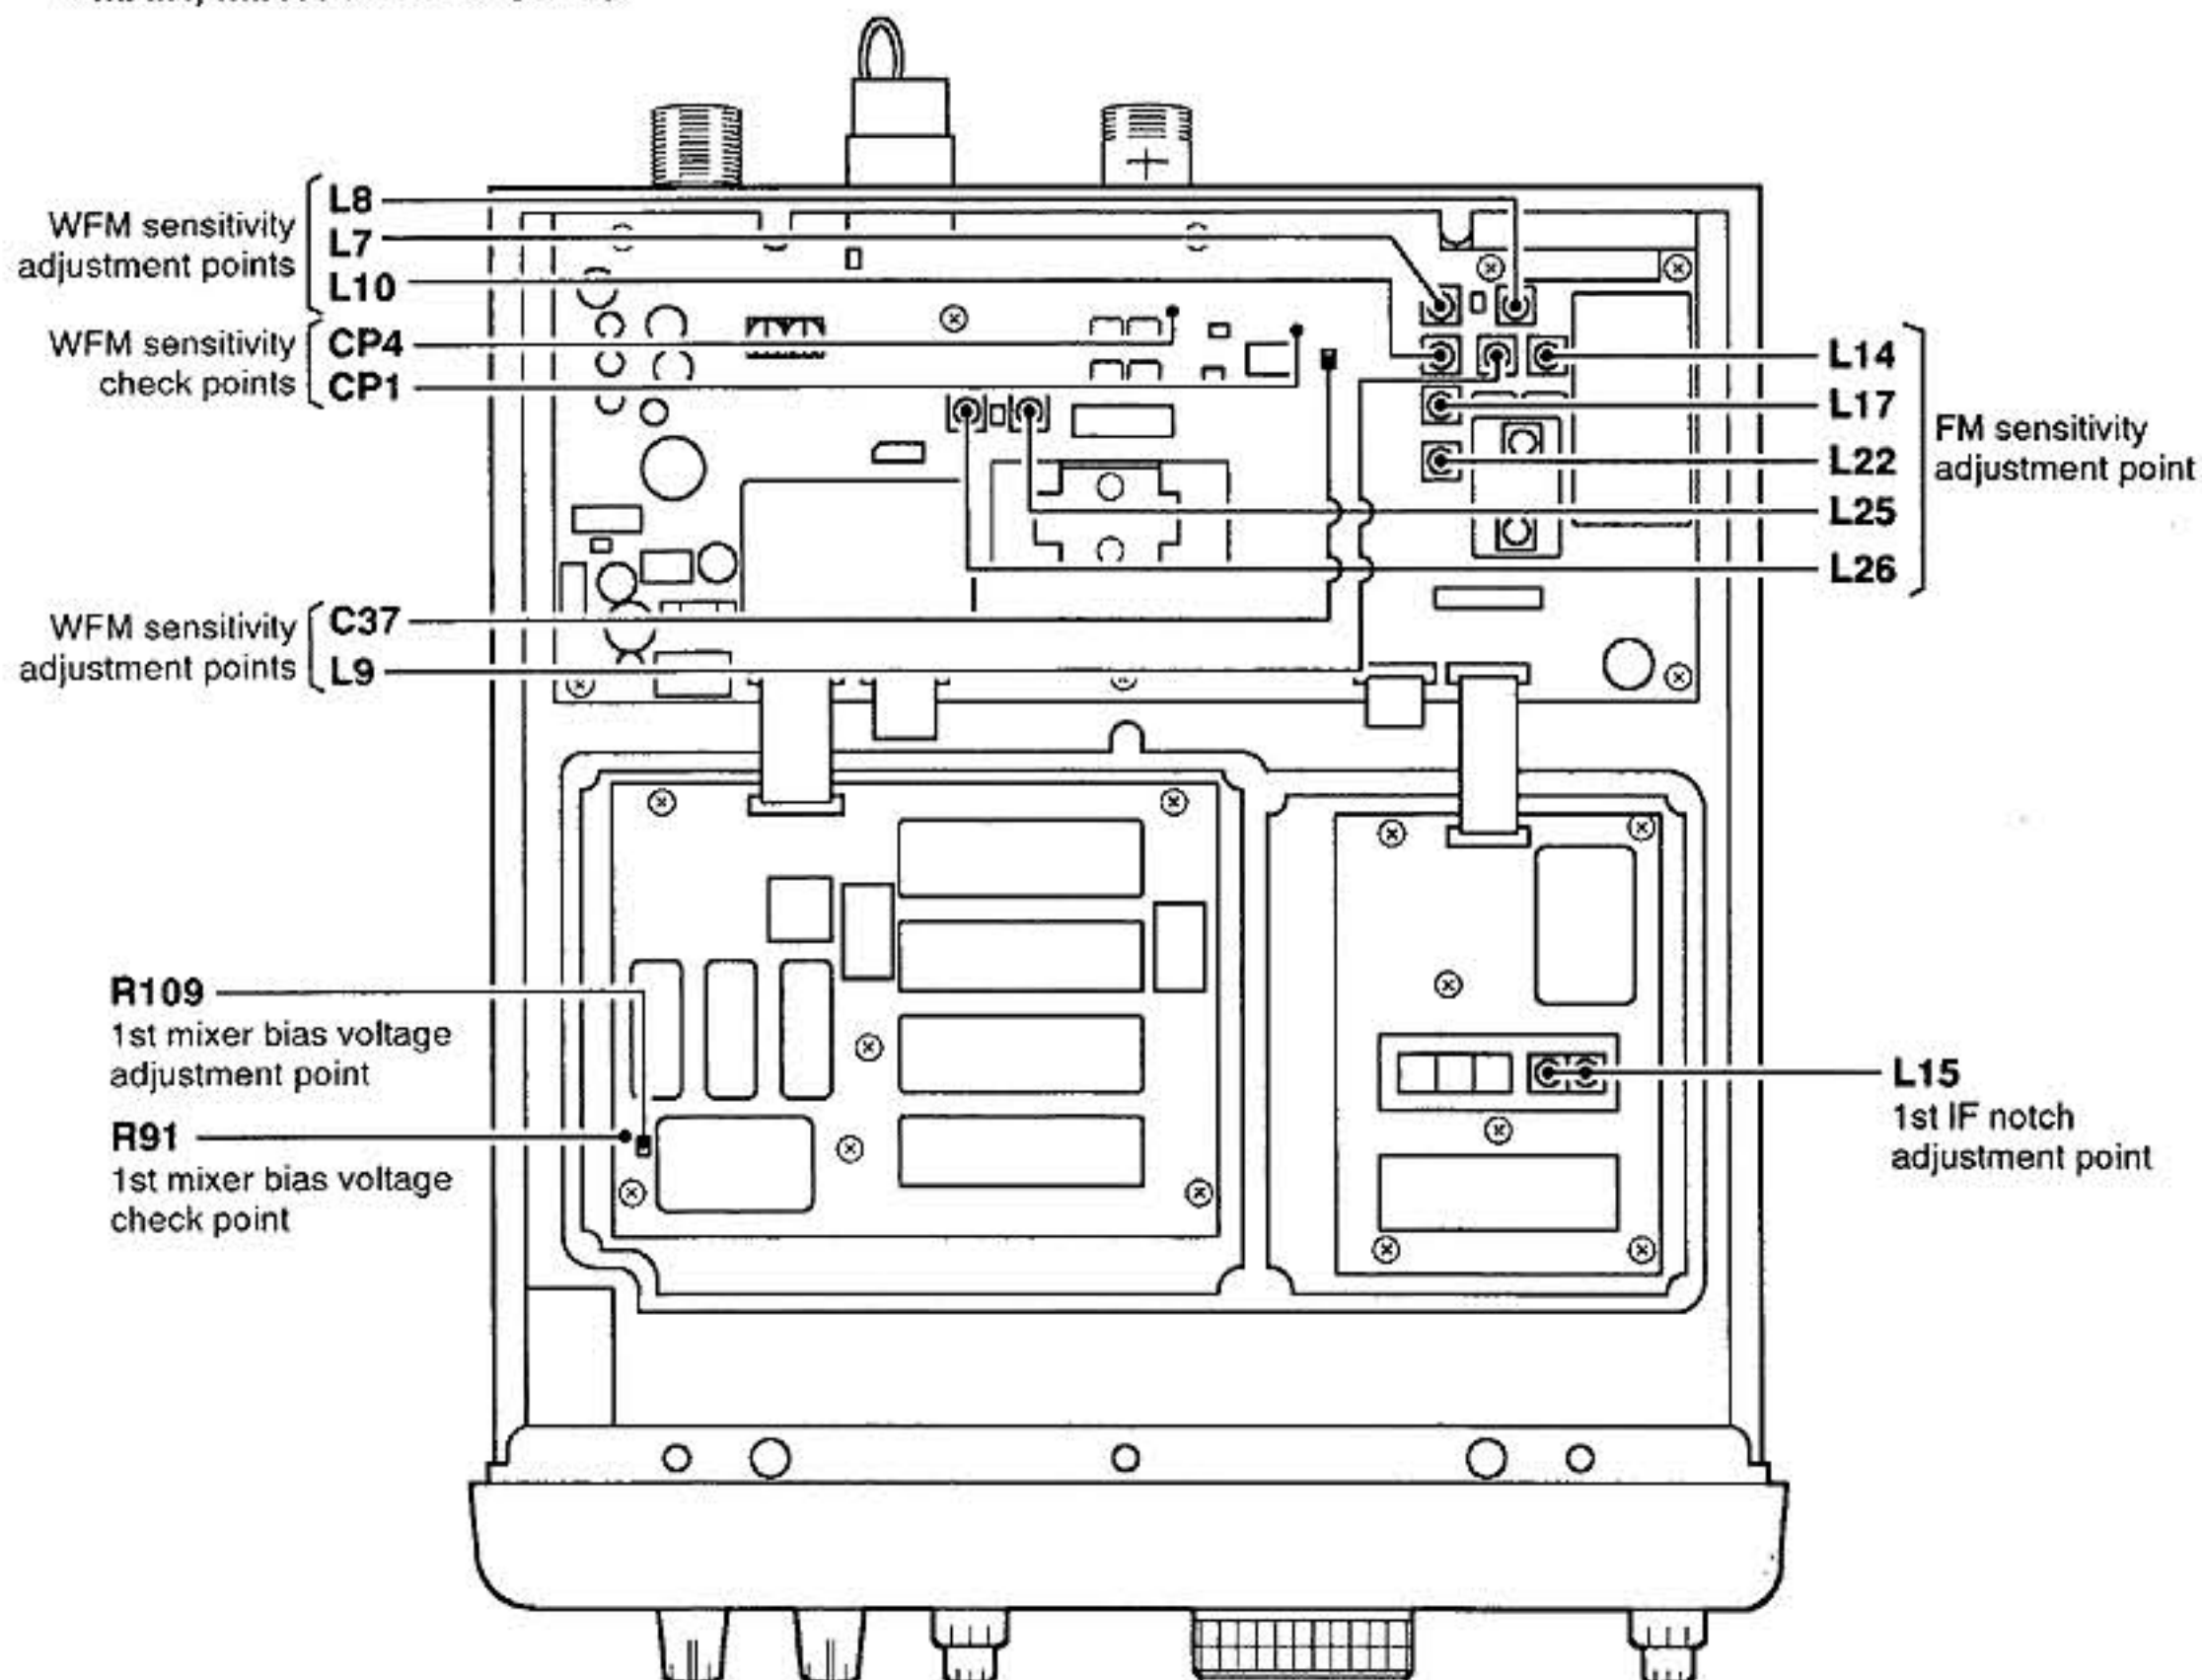 WFM sensitivity
adjustment points
L8
L7
L10
WFM sensitivity
check points
CP4
CP1
WFM sensitivity
adjustment points
C37
L9
R109
1st mixer bias voltage
adjustment point
R91
1st mixer bias voltage
check point
L14
L17
L22
L25
L26
FM sensitivity
adjustment point
L15
1st IF notch
adjustment point